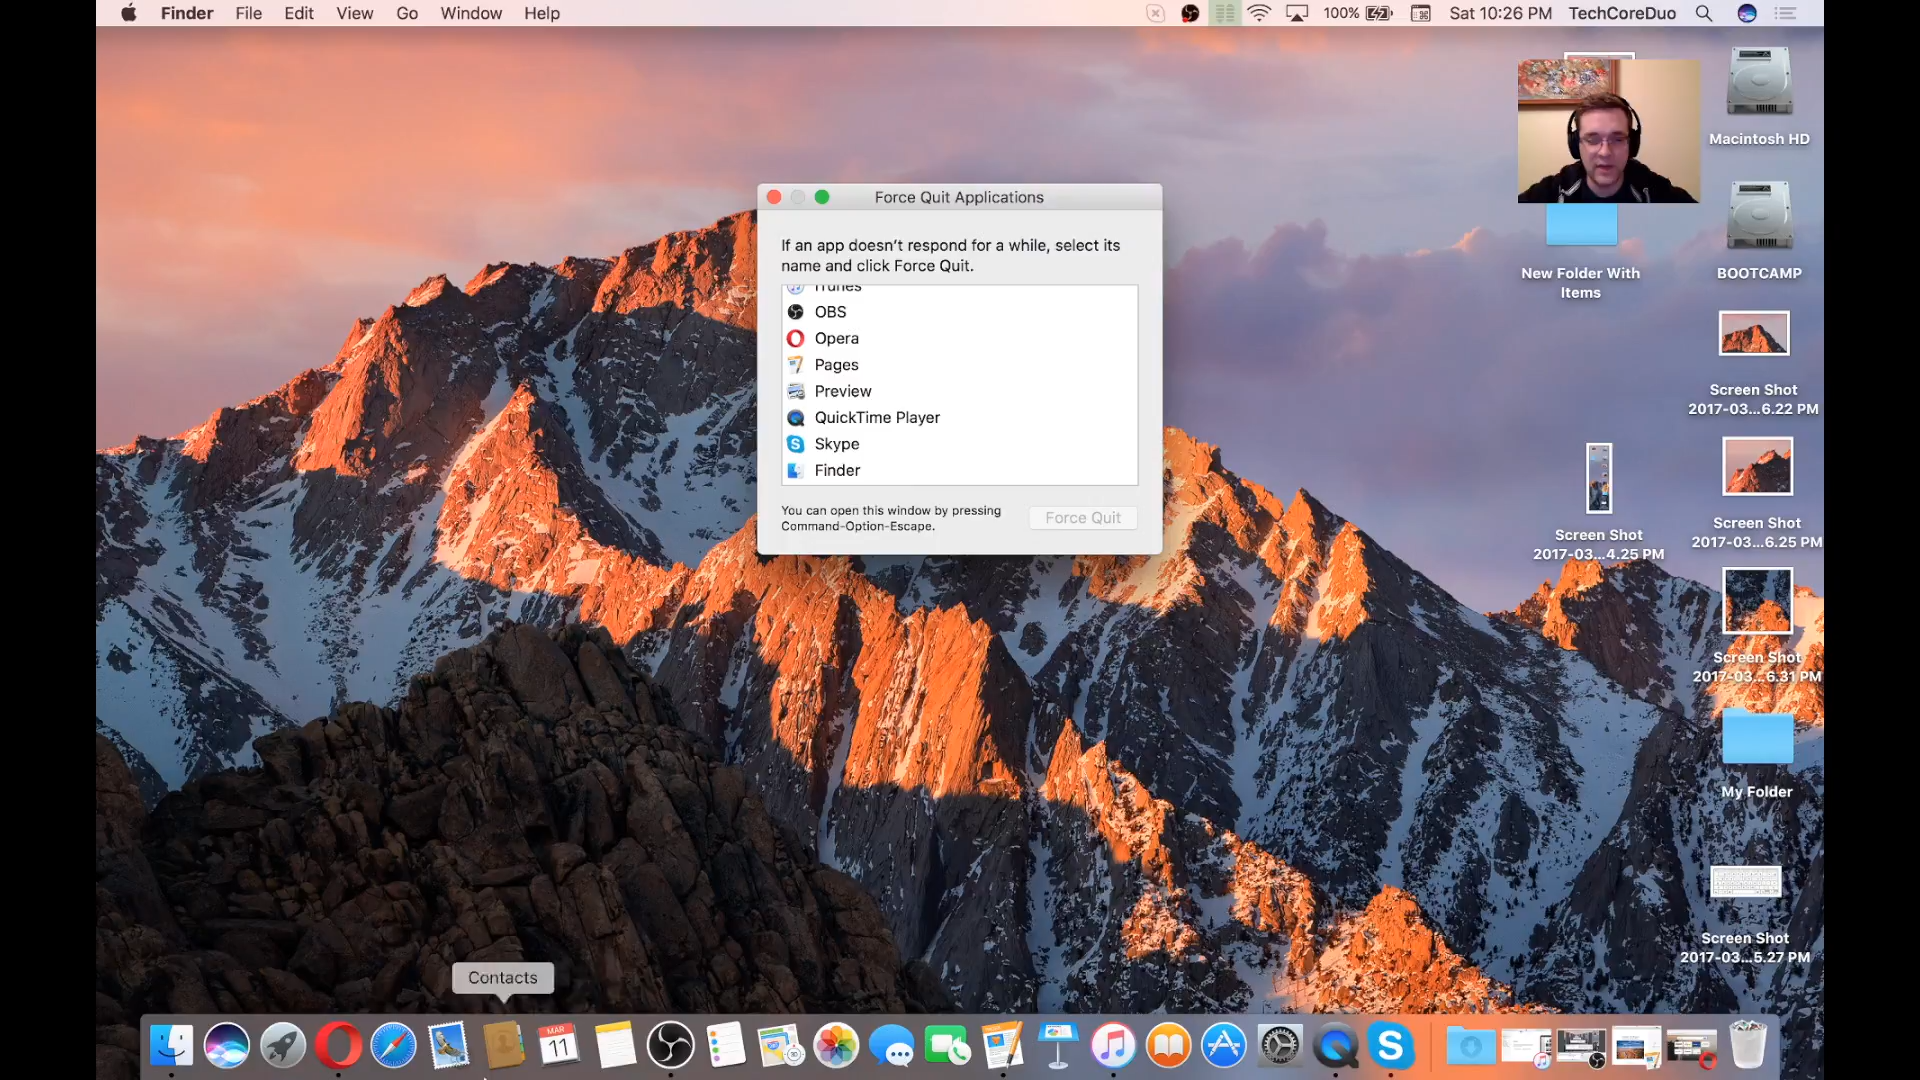 Finder File Edit View Go Window Help
100% Sat 10:26 PM TechCoreDuo
Macintosh HD
New Folder With
Items
BOOTCAMP
Force Quit Applications
If an app doesn’t respond for a while, select its
name and click Force Quit.
iTunes
OBS
Opera
Pages
Preview
QuickTime Player
Skype
Finder
You can open this window by pressing
Command-Option-Escape.
Force Quit
Screen Shot
2017-03...6.22 PM
Screen Shot
2017-03...4.25 PM
Screen Shot
2017-03...6.25 PM
Screen Shot
2017-03...6.31 PM
My Folder
Screen Shot
2017-03...5.27 PM
Contacts
MAR
11